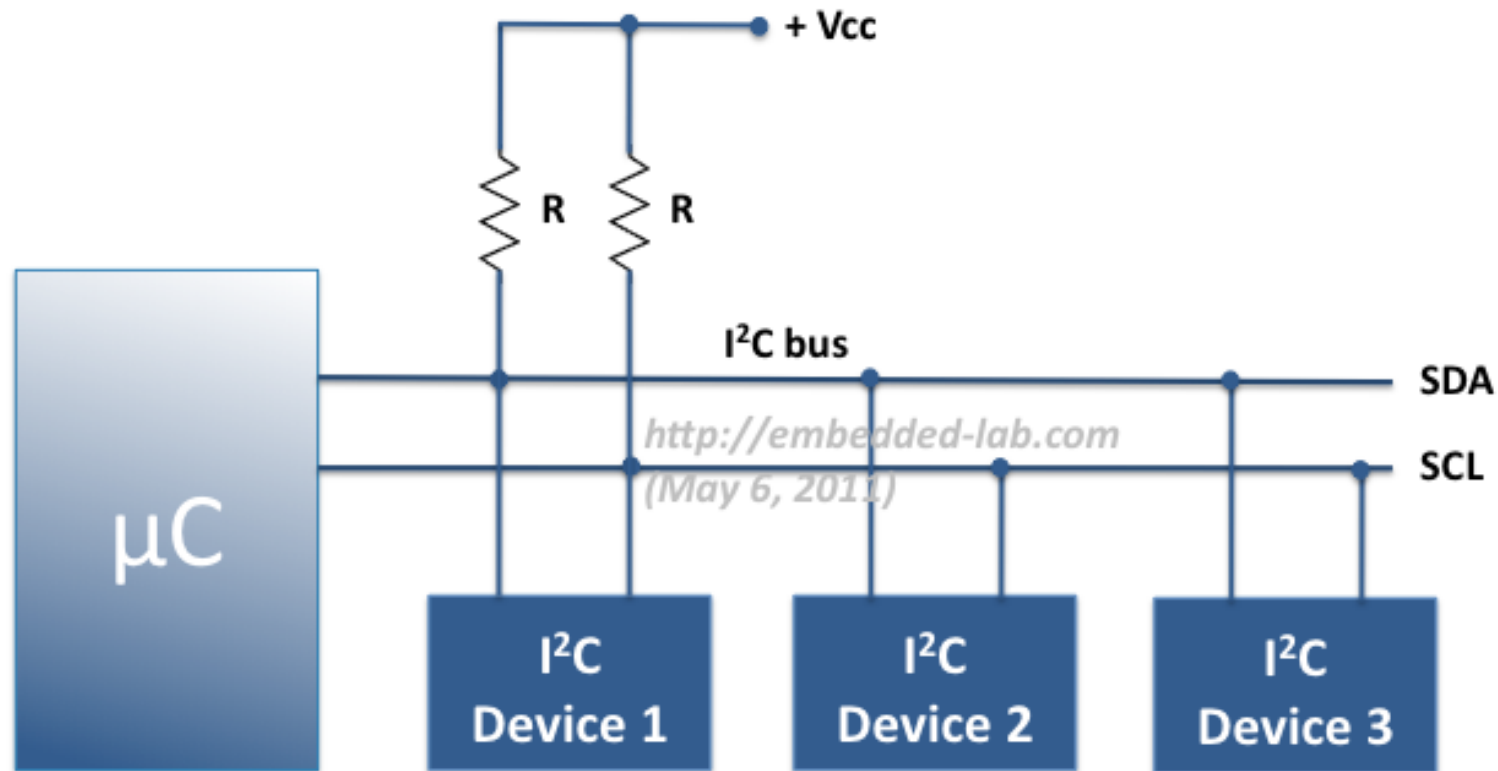 + Vcc
R R
I²C bus
SDA
http://embedded-lab.com
SCL
(May 6, 2011)
µC
I²C
Device 1
I²C
Device 2
I²C
Device 3